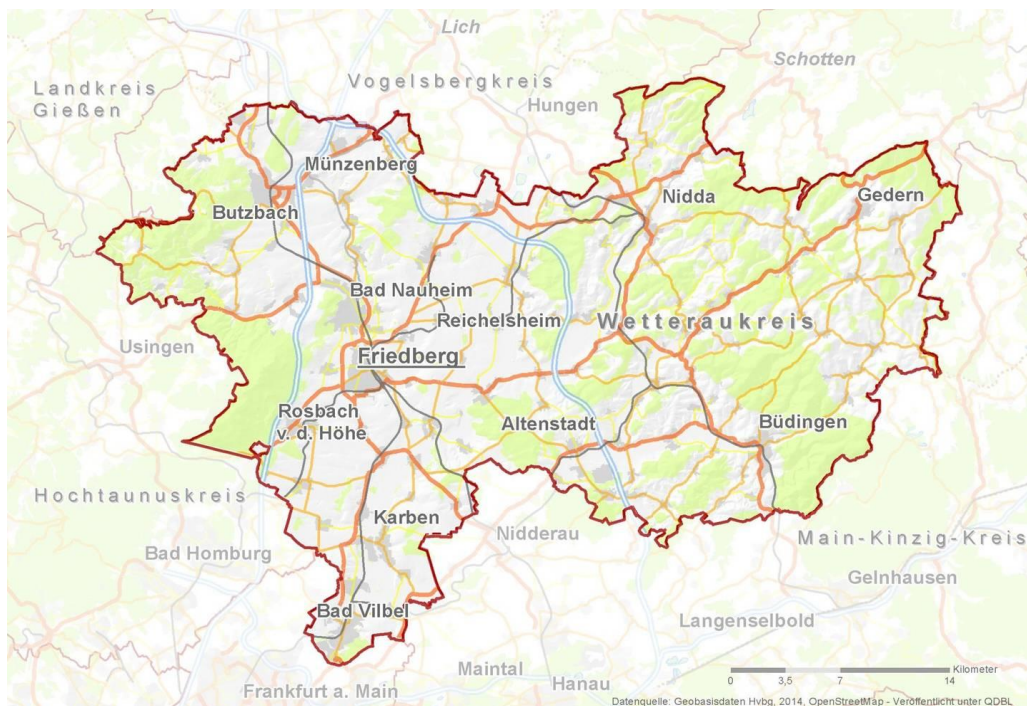 Lich
Schotten
Vogelsbergkreis
Landkreis
Gießen
Hungen
Münzenberg
Nidda
Gedern
Butzbach
Bad Nauheim
Reichelsheim
Wetteraukreis
Usingen
Friedberg
Rosbach
v. d. Höhe
Altenstadt
Büdingen
Hochtaunuskreis
Karben
Nidderau
Main-Kinzig-Kreis
Bad Homburg
Gelnhausen
Bad Vilbel
Langenselbold
Maintal
Hanau
Frankfurt a. Main
Kilometer
0 3,5 7 14
Datenquelle: Geobasisdaten Hvbg, 2014, OpenStreetMap - Veröffentlicht unter ODBL